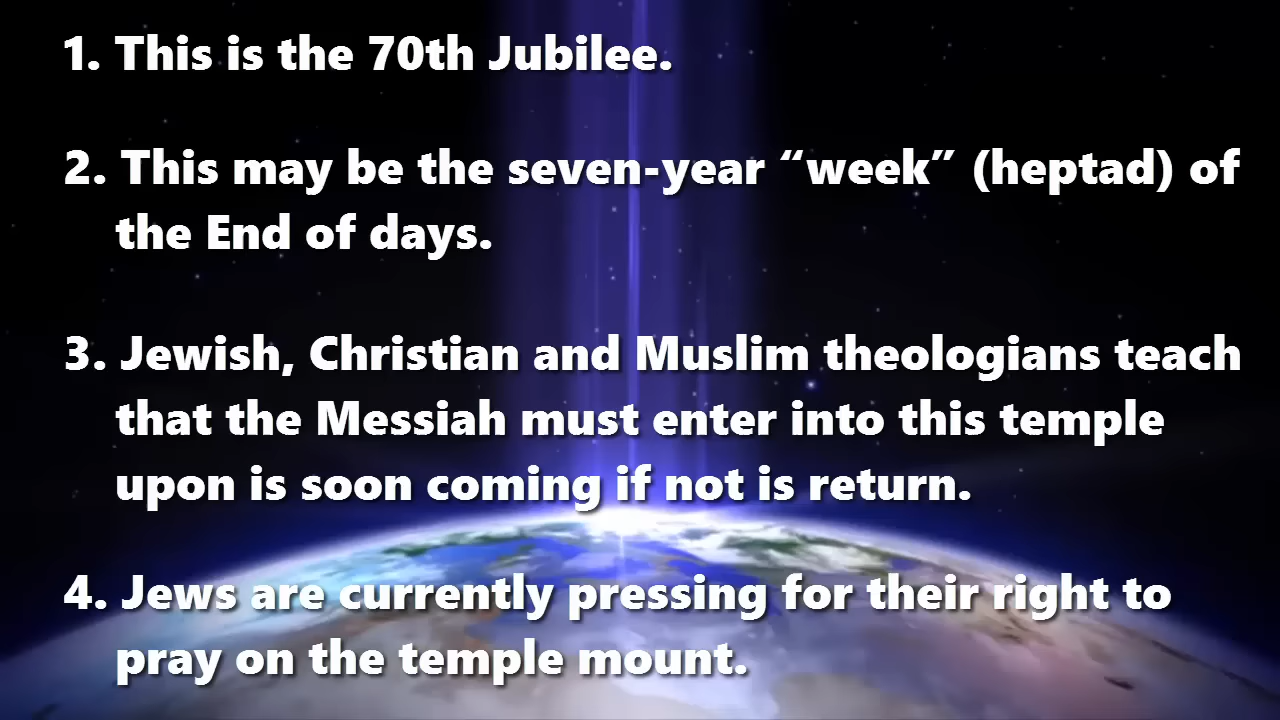 1. This is the 70th Jubilee.
2. This may be the seven-year “week” (heptad) of
the End of days.
3. Jewish, Christian and Muslim theologians teach
that the Messiah must enter into this temple
upon is soon coming if not is return.
4. Jews are currently pressing for their right to
pray on the temple mount.